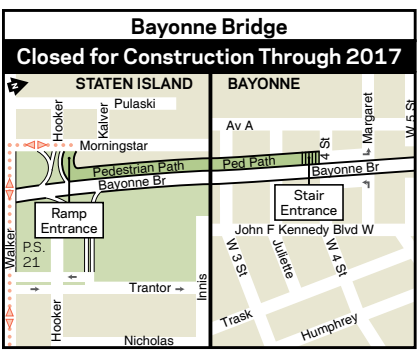 Bayonne Bridge
Closed for Construction Through 2017
N
STATEN ISLAND
BAYONNE
Hooker
Kalver
Pulaski
Morningstar
Pedestrian Path
Bayonne Br
Ramp
Entrance
Walker
P.S.
21
Trantor
Innis
Hooker
Nicholas
Av A
Margaret
W 5 St
4 St
Ped Path
Bayonne Br
Stair
Entrance
John F Kennedy Blvd W
W 3 St
Juliette
W 4 St
Trask
Humphrey